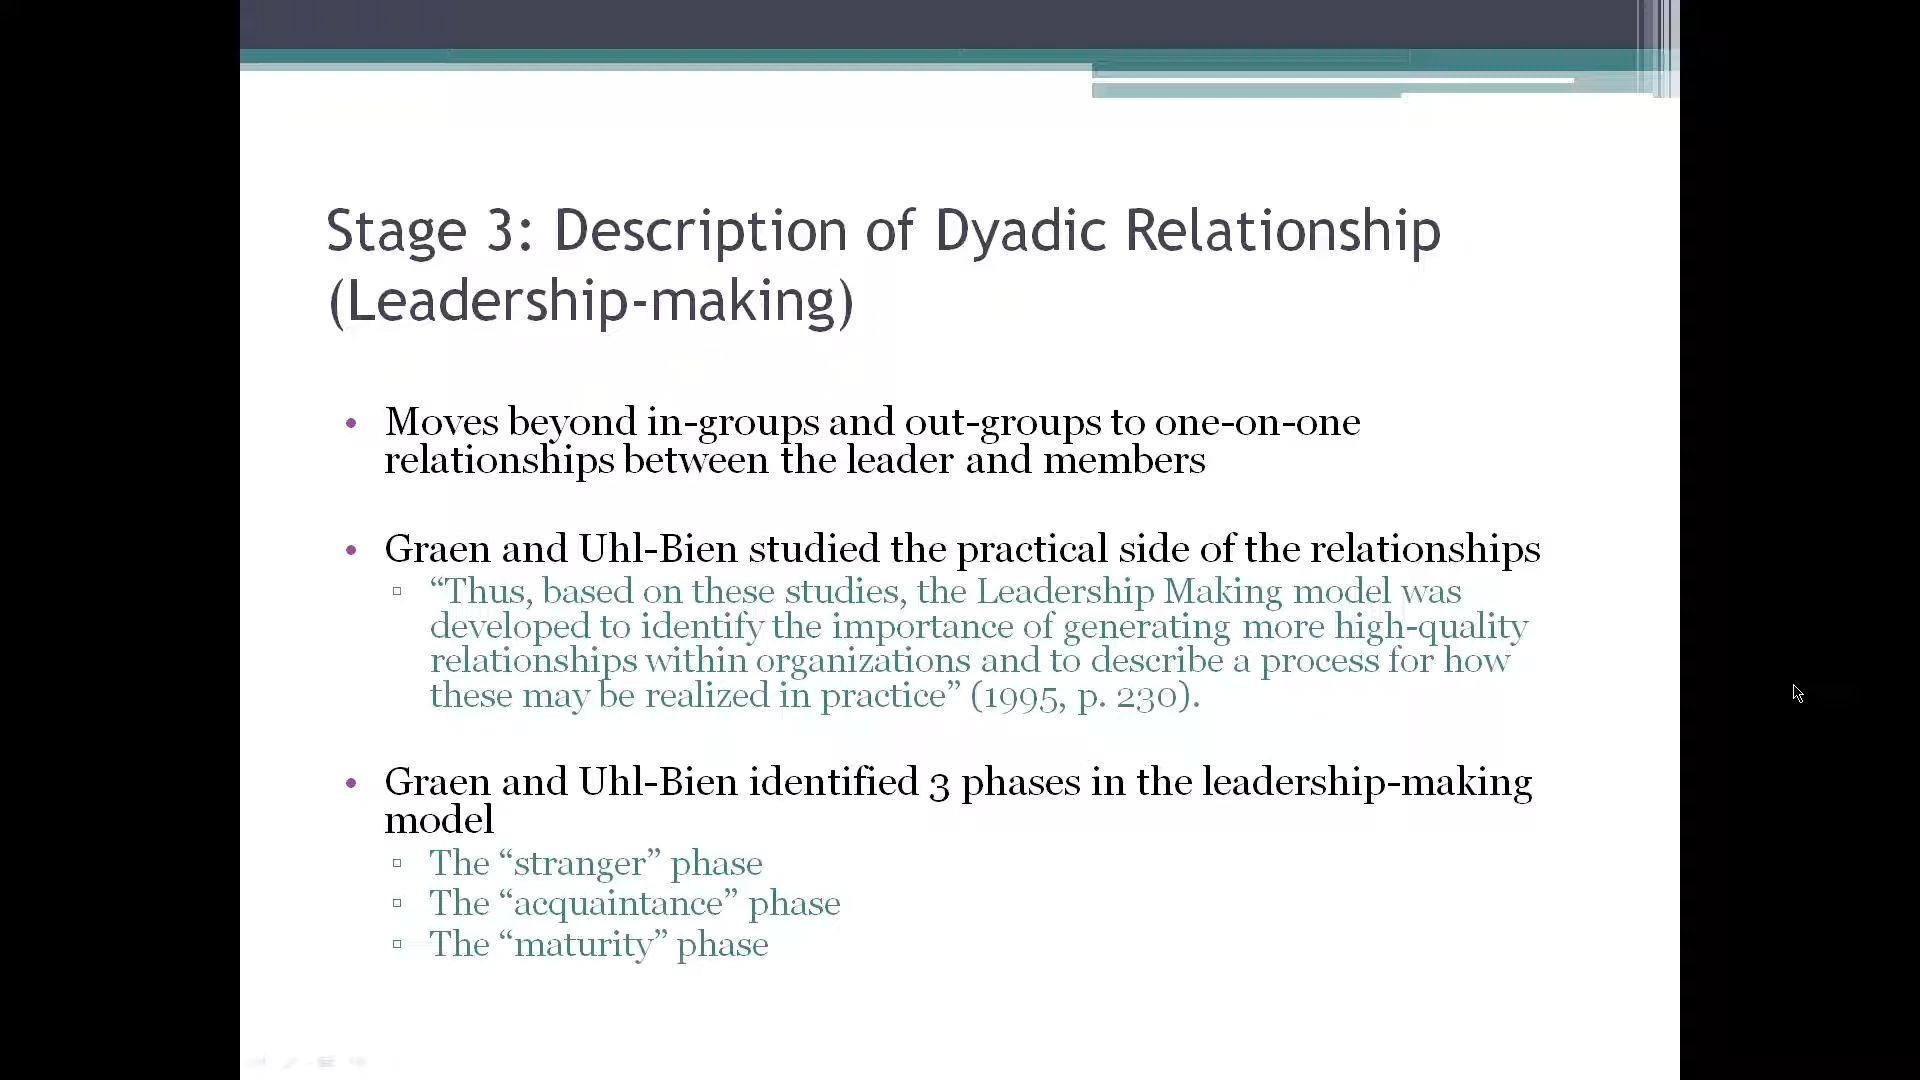 Stage 3: Description of Dyadic Relationship
(Leadership-making)
• Moves beyond in-groups and out-groups to one-on-one
relationships between the leader and members
• Graen and Uhl-Bien studied the practical side of the relationships
▫ “Thus, based on these studies, the Leadership Making model was
developed to identify the importance of generating more high-quality
relationships within organizations and to describe a process for how
these may be realized in practice” (1995, p. 230).
• Graen and Uhl-Bien identified 3 phases in the leadership-making
model
▫ The “stranger” phase
▫ The “acquaintance” phase
▫ The “maturity” phase